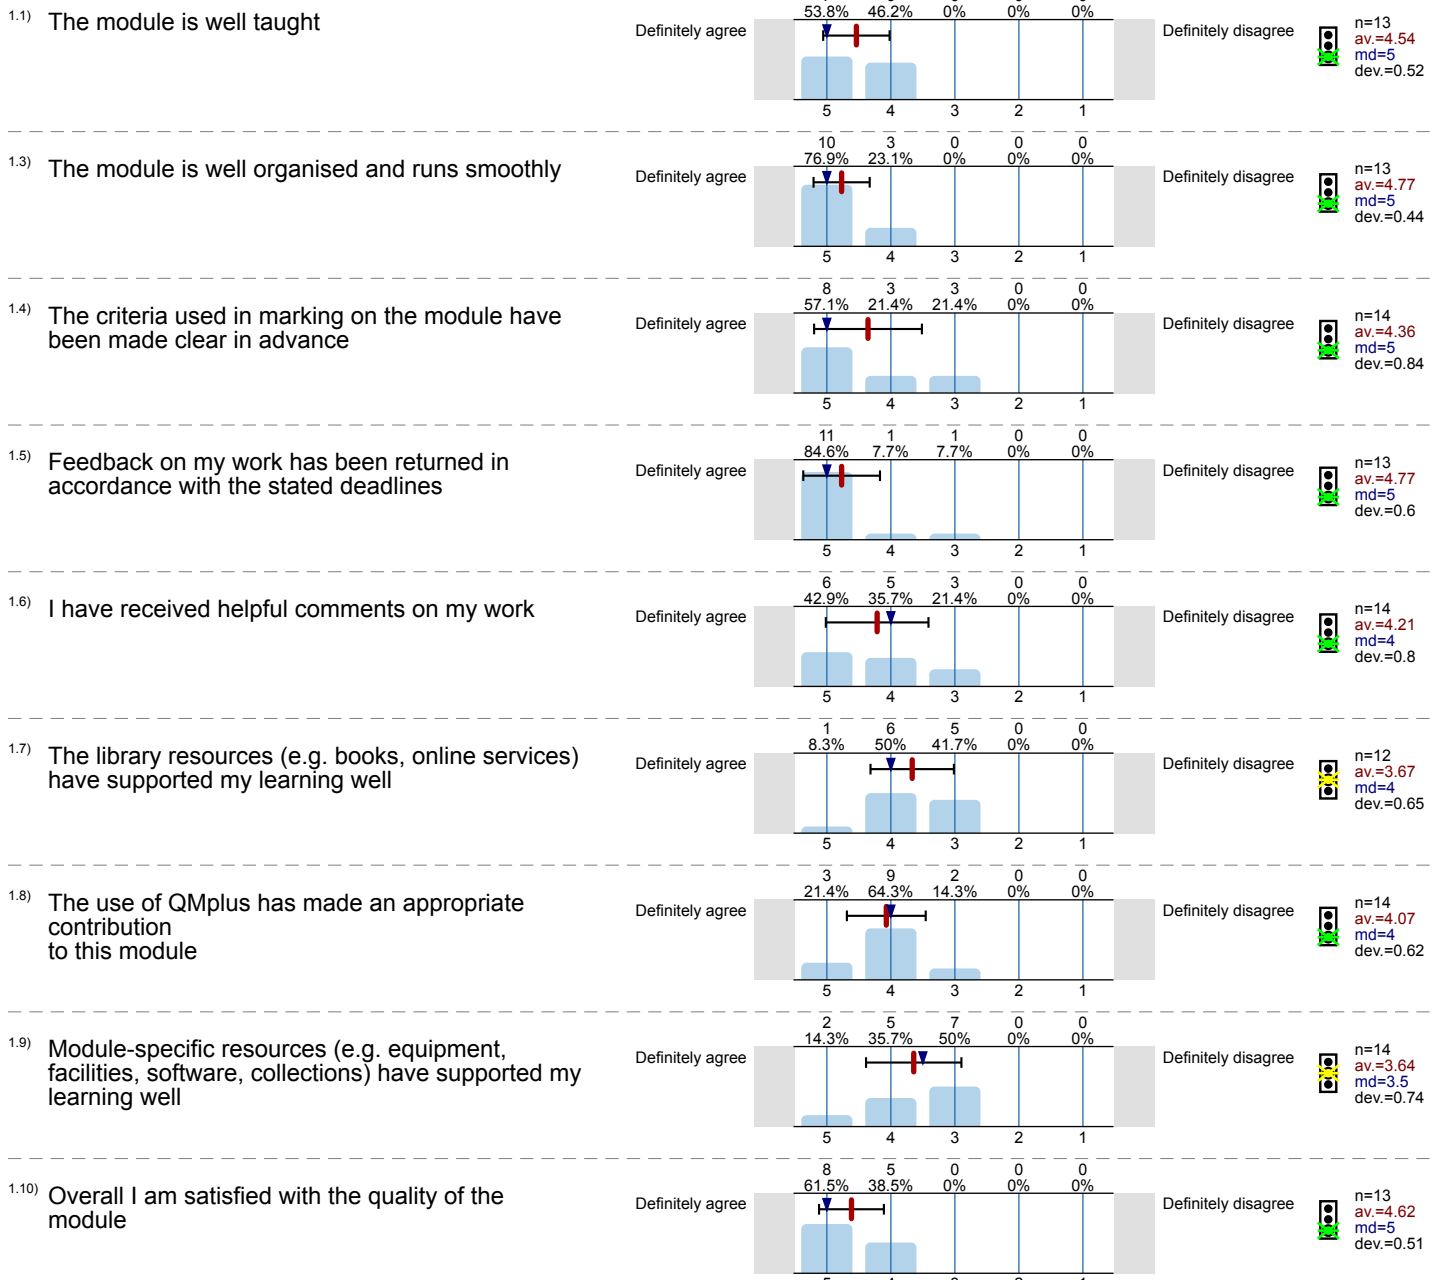 1.1) The module is well taught
53.8% 46.2% 0% 0% 0%
Definitely agree Definitely disagree
n=13
av.=4.54
md=5
dev.=0.52
5 4 3 2 1
1.3) The module is well organised and runs smoothly
10 3 0 0 0
76.9% 23.1% 0% 0% 0%
Definitely agree Definitely disagree
n=13
av.=4.77
md=5
dev.=0.44
5 4 3 2 1
1.4) The criteria used in marking on the module have
been made clear in advance
8 3 3 0 0
57.1% 21.4% 21.4% 0% 0%
Definitely agree Definitely disagree
n=14
av.=4.36
md=5
dev.=0.84
5 4 3 2 1
1.5) Feedback on my work has been returned in
accordance with the stated deadlines
11 1 1 0 0
84.6% 7.7% 7.7% 0% 0%
Definitely agree Definitely disagree
n=13
av.=4.77
md=5
dev.=0.6
5 4 3 2 1
1.6) I have received helpful comments on my work
6 5 3 0 0
42.9% 35.7% 21.4% 0% 0%
Definitely agree Definitely disagree
n=14
av.=4.21
md=4
dev.=0.8
5 4 3 2 1
1.7) The library resources (e.g. books, online services)
have supported my learning well
1 6 5 0 0
8.3% 50% 41.7% 0% 0%
Definitely agree Definitely disagree
n=12
av.=3.67
md=4
dev.=0.65
5 4 3 2 1
1.8) The use of QMplus has made an appropriate
contribution
to this module
3 9 2 0 0
21.4% 64.3% 14.3% 0% 0%
Definitely agree Definitely disagree
n=14
av.=4.07
md=4
dev.=0.62
5 4 3 2 1
1.9) Module-specific resources (e.g. equipment,
facilities, software, collections) have supported my
learning well
2 5 7 0 0
14.3% 35.7% 50% 0% 0%
Definitely agree Definitely disagree
n=14
av.=3.64
md=3.5
dev.=0.74
5 4 3 2 1
1.10) Overall I am satisfied with the quality of the
module
8 5 0 0 0
61.5% 38.5% 0% 0% 0%
Definitely agree Definitely disagree
n=13
av.=4.62
md=5
dev.=0.51